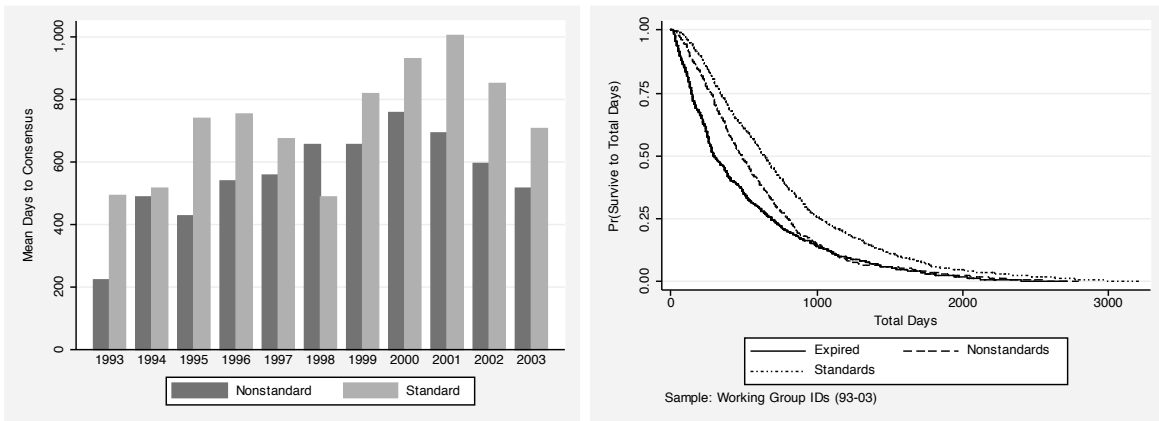 Mean Days to Consensus
1,000
800
600
400
200
0
1993 1994 1995 1996 1997 1998 1999 2000 2001 2002 2003
Nonstandard Standard
Pr(Survive to Total Days)
1.00
0.75
0.50
0.25
0.00
0 1000 2000 3000
Total Days
Expired Nonstandards
Standards
Sample: Working Group IDs (93-03)